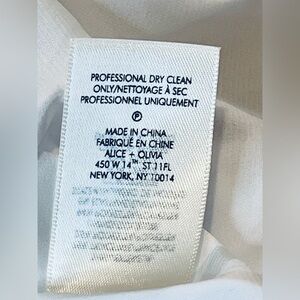 PROFESSIONAL DRY CLEAN
ONLY/NETTOYAGE À SEC
PROFESSIONNEL UNIQUEMENT
P
MADE IN CHINA
FABRIQUÉ EN CHINE
ALICE + OLIVIA
450 W 14TH ST 11FL
NEW YORK, NY 10014